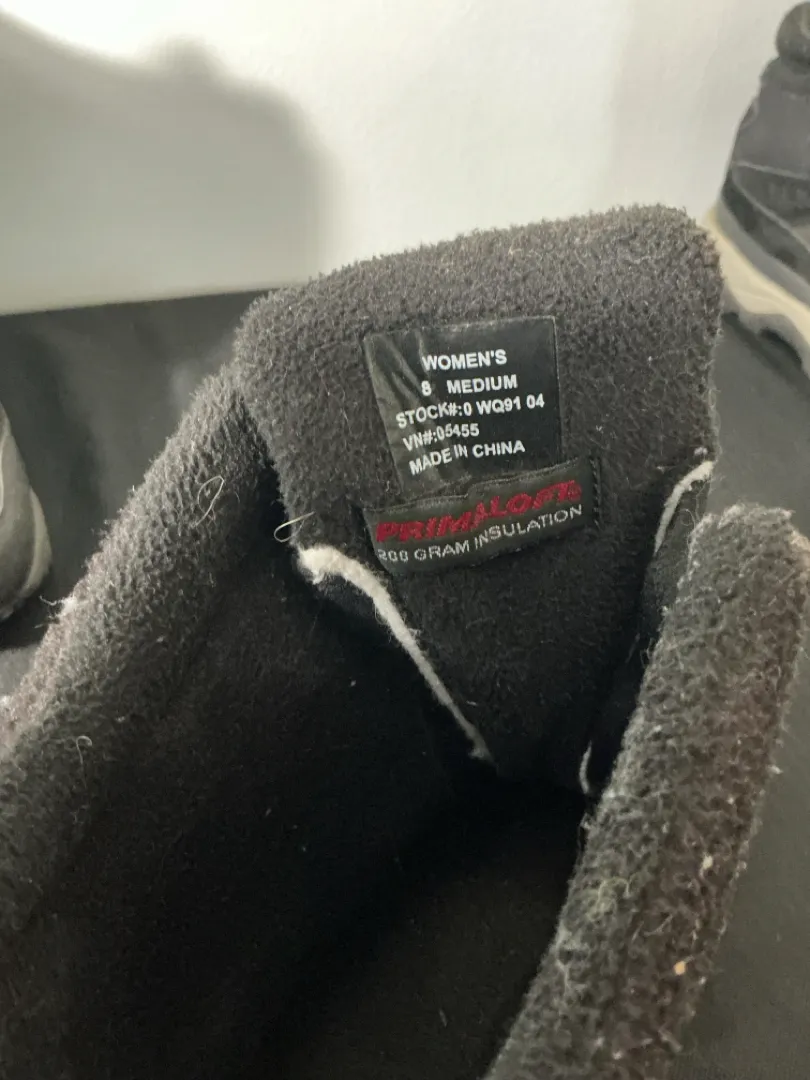 WOMEN'S
8 MEDIUM
STOCK#:0 WQ91 04
VN#:05455
MADE IN CHINA
PRIMALOFT®
200 GRAM INSULATION